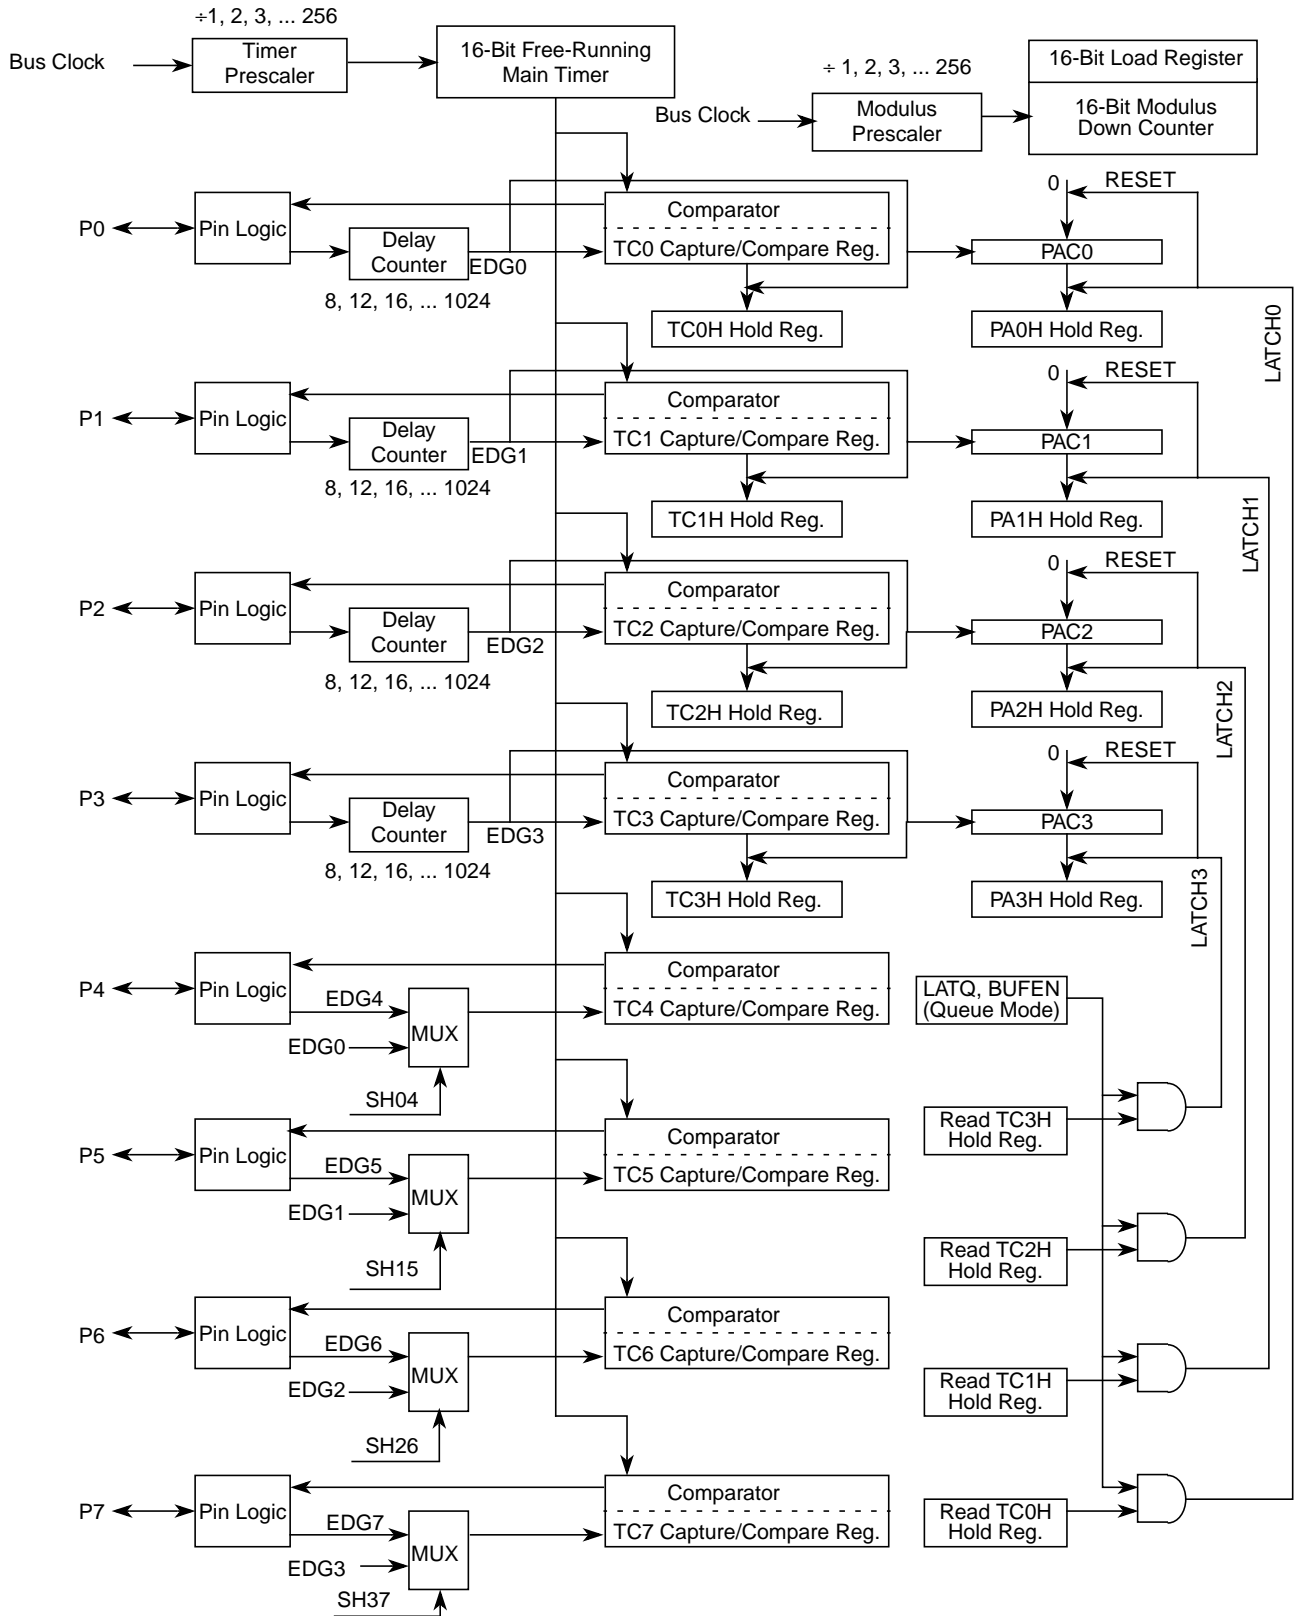 ÷1, 2, 3, ... 256
Bus Clock
Timer
Prescaler
16-Bit Free-Running
Main Timer
÷ 1, 2, 3, ... 256
Bus Clock
Modulus
Prescaler
16-Bit Load Register
16-Bit Modulus
Down Counter
P0
Pin Logic
Delay
Counter
8, 12, 16, ... 1024
EDG0
Comparator
TC0 Capture/Compare Reg.
TC0H Hold Reg.
0
RESET
PAC0
PA0H Hold Reg.
LATCH0
P1
Pin Logic
Delay
Counter
8, 12, 16, ... 1024
EDG1
Comparator
TC1 Capture/Compare Reg.
TC1H Hold Reg.
0
RESET
PAC1
PA1H Hold Reg.
LATCH1
P2
Pin Logic
Delay
Counter
8, 12, 16, ... 1024
EDG2
Comparator
TC2 Capture/Compare Reg.
TC2H Hold Reg.
0
RESET
PAC2
PA2H Hold Reg.
LATCH2
P3
Pin Logic
Delay
Counter
8, 12, 16, ... 1024
EDG3
Comparator
TC3 Capture/Compare Reg.
TC3H Hold Reg.
0
RESET
PAC3
PA3H Hold Reg.
LATCH3
P4
Pin Logic
EDG4
EDG0
MUX
SH04
Comparator
TC4 Capture/Compare Reg.
LATQ, BUFEN
(Queue Mode)
P5
Pin Logic
EDG5
EDG1
MUX
SH15
Comparator
TC5 Capture/Compare Reg.
Read TC3H
Hold Reg.
Read TC2H
Hold Reg.
P6
Pin Logic
EDG6
EDG2
MUX
SH26
Comparator
TC6 Capture/Compare Reg.
Read TC1H
Hold Reg.
P7
Pin Logic
EDG7
EDG3
MUX
SH37
Comparator
TC7 Capture/Compare Reg.
Read TC0H
Hold Reg.